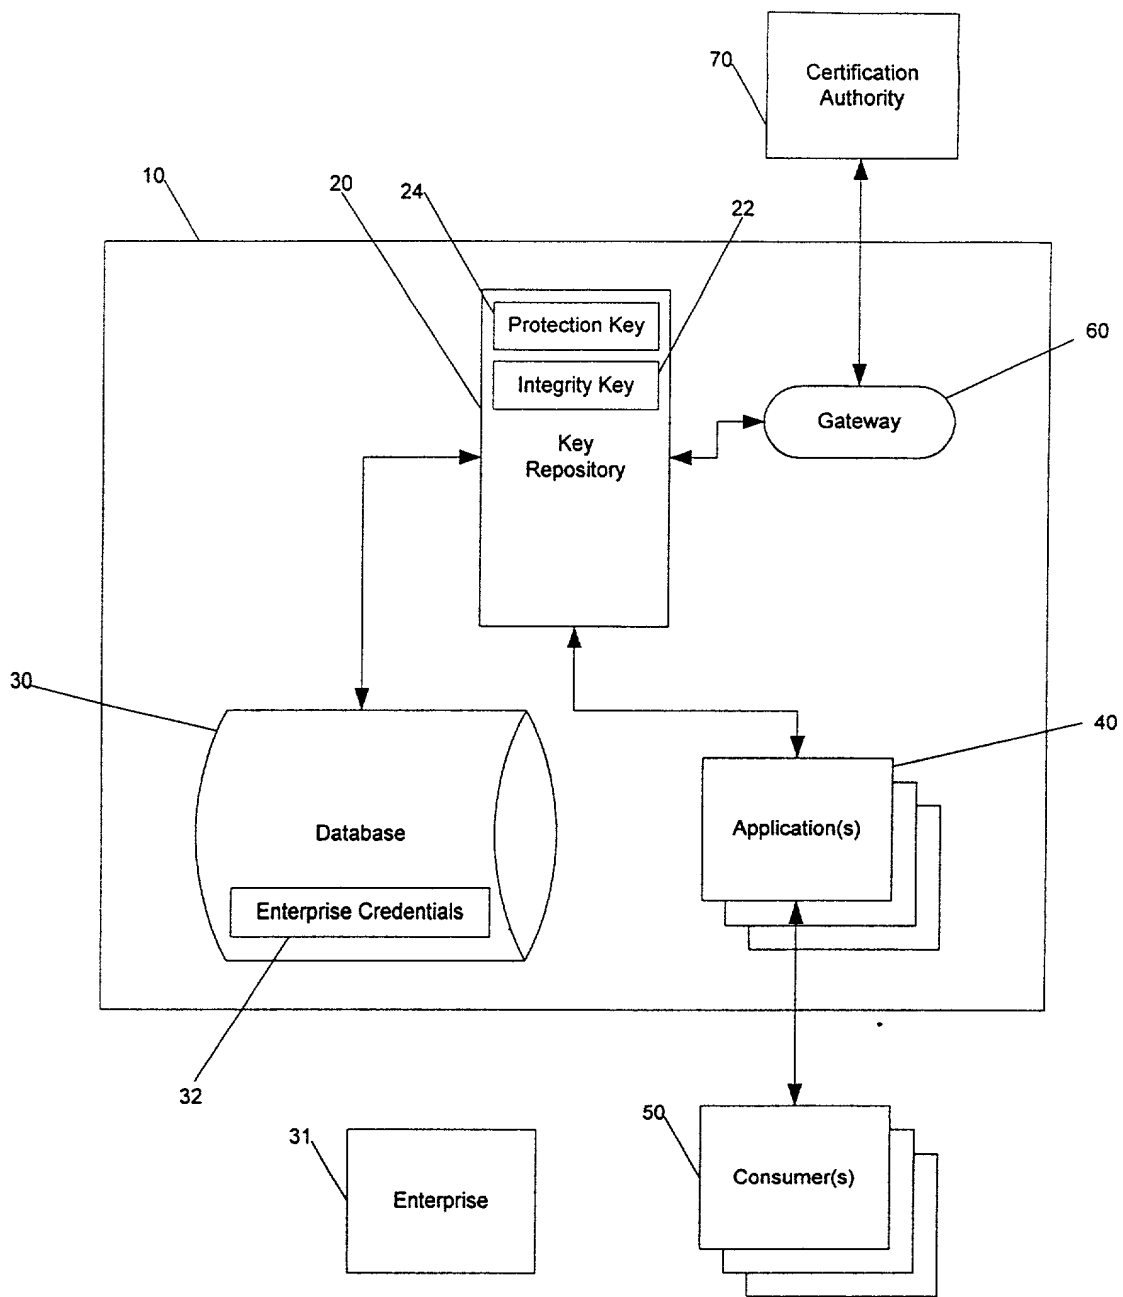 70
Certification
Authority
10
20
24
22
Protection Key
60
Integrity Key
Gateway
Key
Repository
30
40
Database
Application(s)
Enterprise Credentials
32
31
50
Enterprise
Consumer(s)